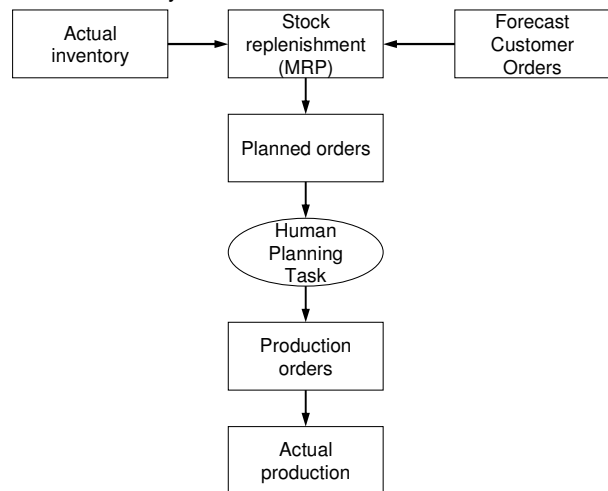 Actual
inventory
Stock
replenishment
(MRP)
Forecast
Customer
Orders
Planned orders
Human
Planning
Task
Production
orders
Actual
production